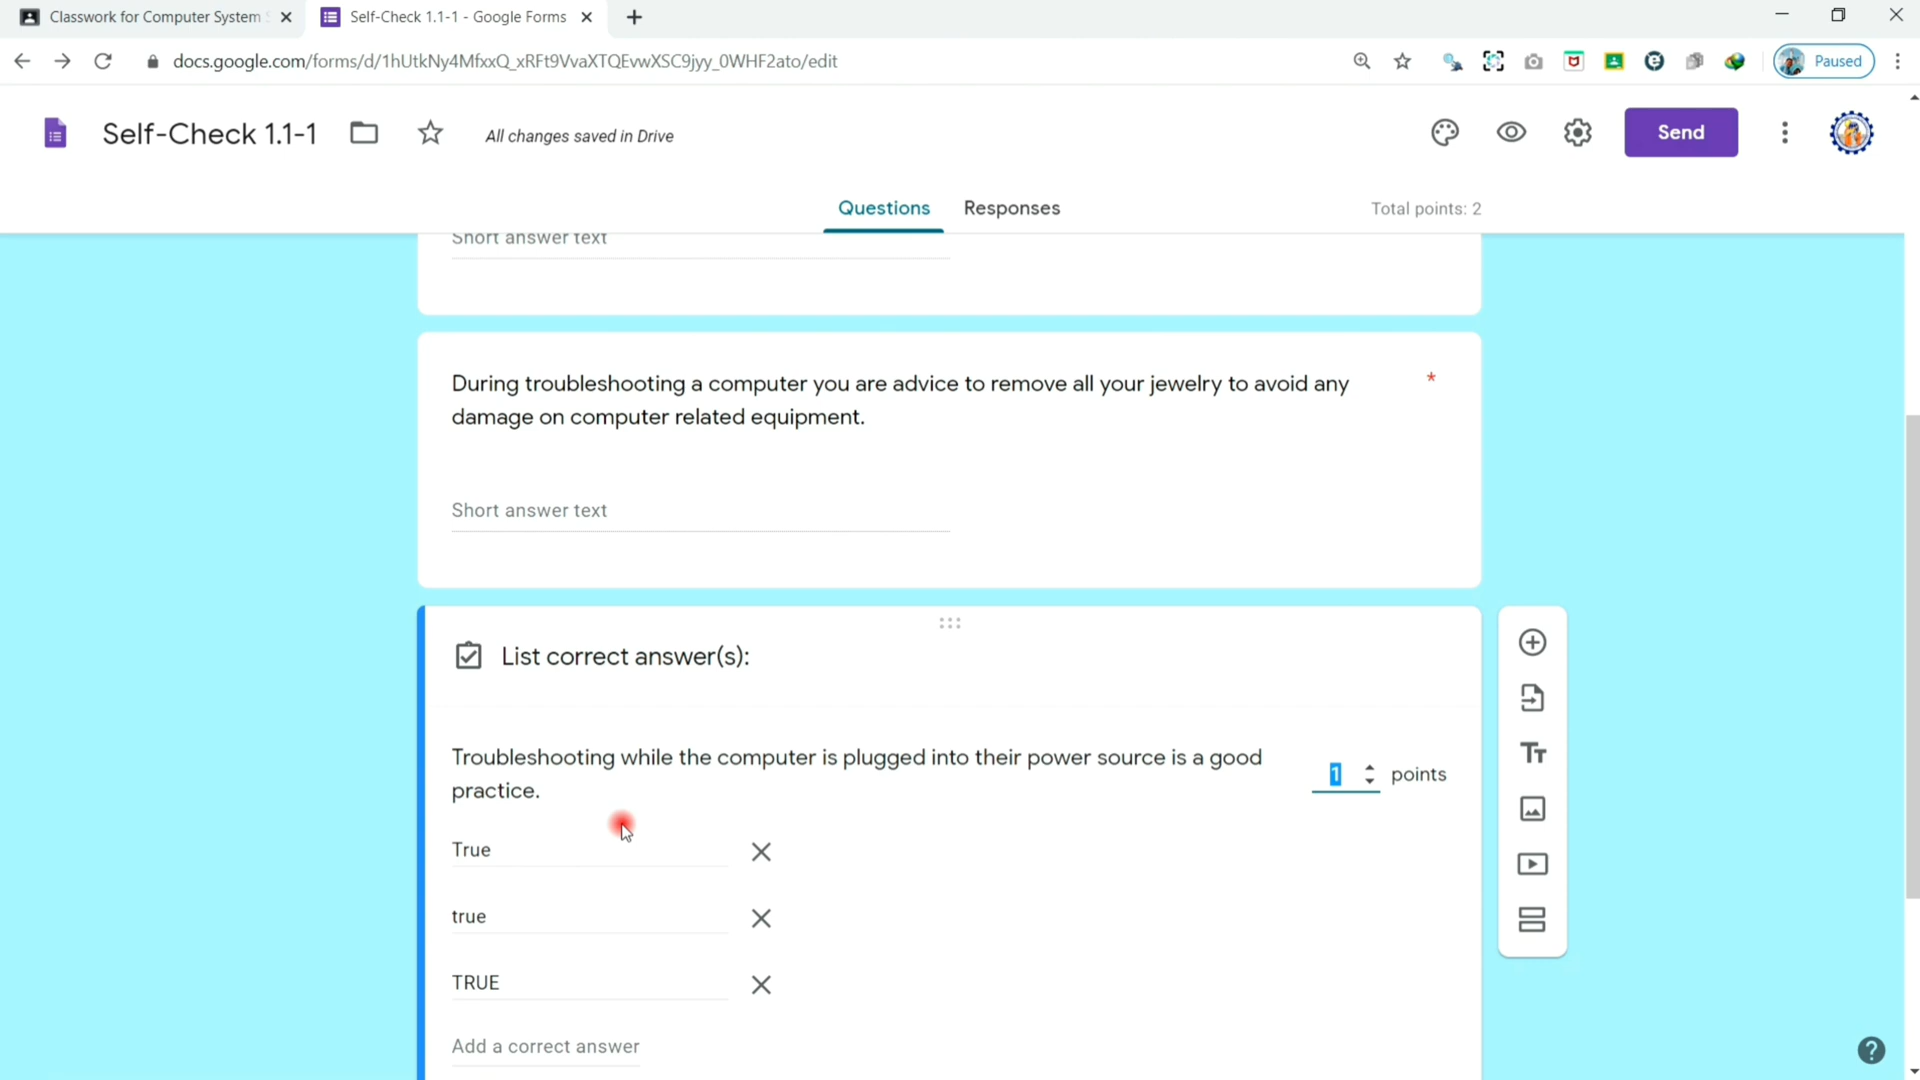 Classwork for Computer System S
Self-Check 1.1-1 - Google Forms
docs.google.com/forms/d/1hUtkNy4MfxxQ_xRFt9VvaXTQEvwXSC9jyy_0WHF2ato/edit
Paused
Self-Check 1.1-1
All changes saved in Drive
Send
Questions
Responses
Total points: 2
Short answer text
During troubleshooting a computer you are advice to remove all your jewelry to avoid any
*
damage on computer related equipment.
Short answer text
List correct answer(s):
Troubleshooting while the computer is plugged into their power source is a good
practice.
1 points
True
true
TRUE
Add a correct answer